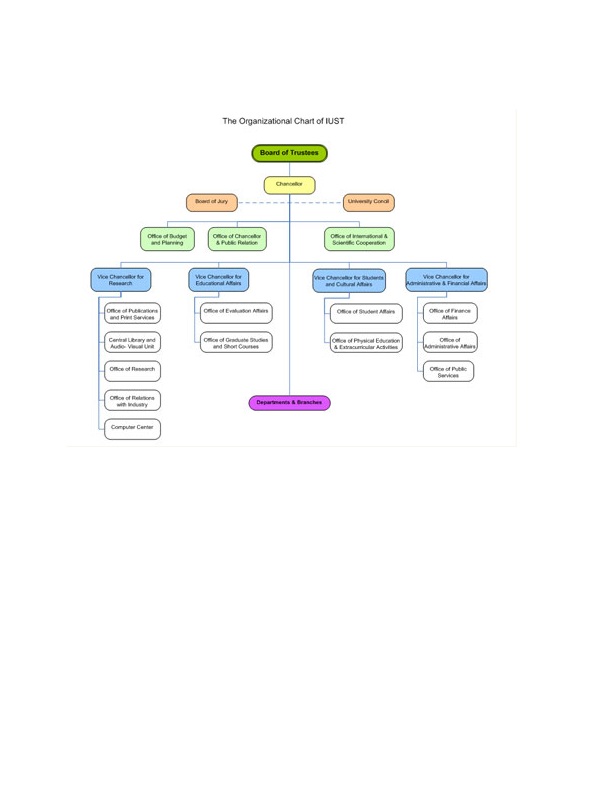 The Organizational Chart of IUST
Board of Trustees
Chancellor
Board of Jury
University Concil
Office of Budget
and Planning
Office of Chancellor
& Public Relation
Office of International &
Scientific Cooperation
Vice Chancellor for
Research
Vice Chancellor for
Educational Affairs
Vice Chancellor for Students
and Cultural Affairs
Vice Chancellor for
Administrative & Financial Affairs
Office of Publications
and Print Services
Central Library and
Audio- Visual Unit
Office of Research
Office of Relations
with Industry
Computer Center
Office of Evaluation Affairs
Office of Graduate Studies
and Short Courses
Office of Student Affairs
Office of Physical Education
& Extracurricular Activities
Office of Finance
Affairs
Office of
Administrative Affairs
Office of Public
Services
Departments & Branches